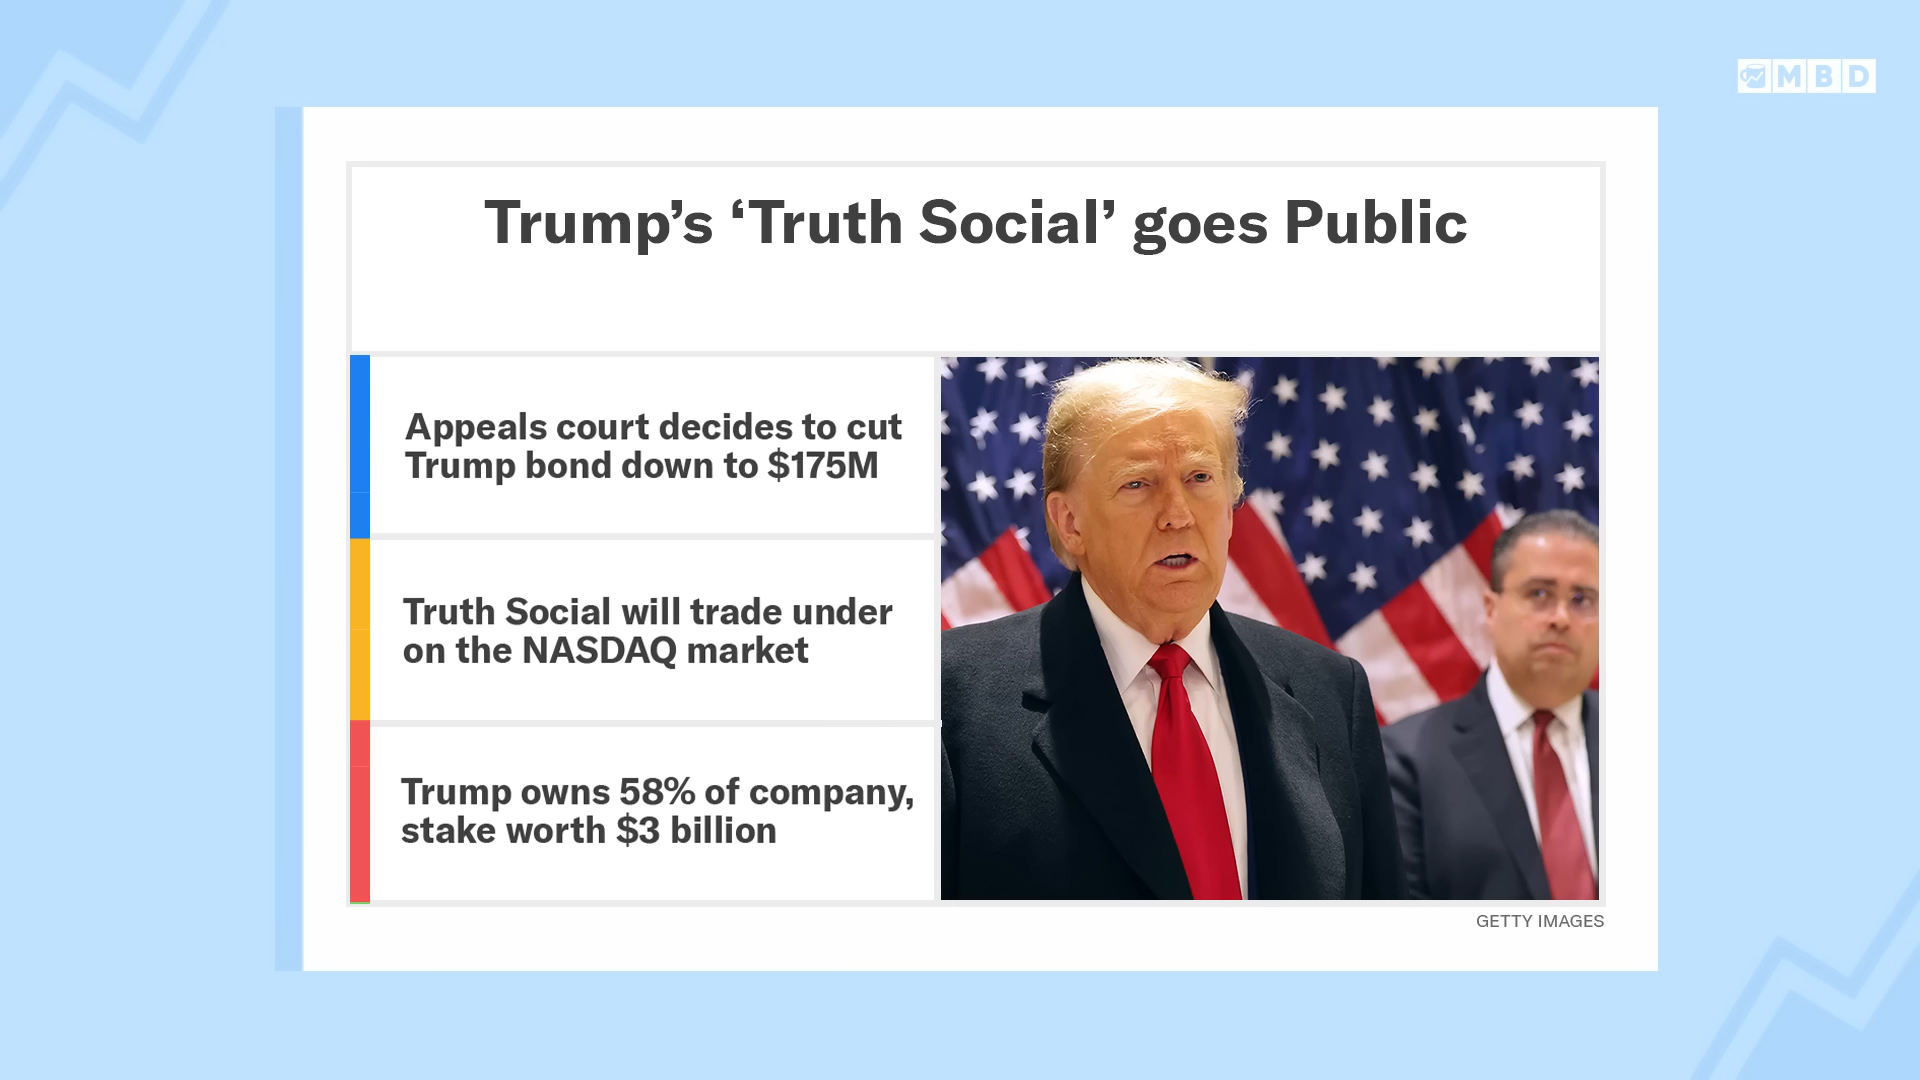 MBD
Trump’s ‘Truth Social’ goes Public
Appeals court decides to cut
Trump bond down to $175M
Truth Social will trade under
on the NASDAQ market
Trump owns 58% of company,
stake worth $3 billion
GETTY IMAGES